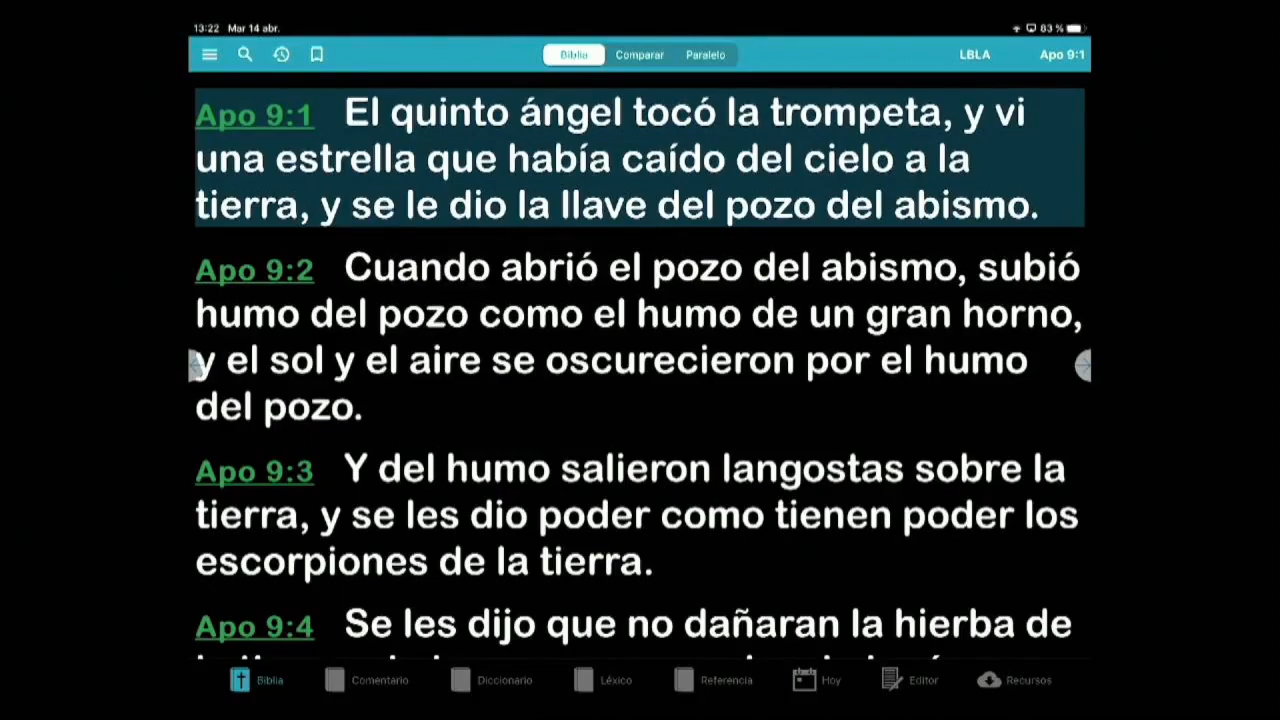 13:22 Mar 14 abr. 83 %
Biblia Comparar Paralelo LBLA Apo 9:1
Apo 9:1 El quinto ángel tocó la trompeta, y vi
una estrella que había caído del cielo a la
tierra, y se le dio la llave del pozo del abismo.
Apo 9:2 Cuando abrió el pozo del abismo, subió
humo del pozo como el humo de un gran horno,
y el sol y el aire se oscurecieron por el humo
del pozo.
Apo 9:3 Y del humo salieron langostas sobre la
tierra, y se les dio poder como tienen poder los
escorpiones de la tierra.
Apo 9:4 Se les dijo que no dañaran la hierba de
Biblia Comentario Diccionario Léxico Referencia Hoy Editor Recursos